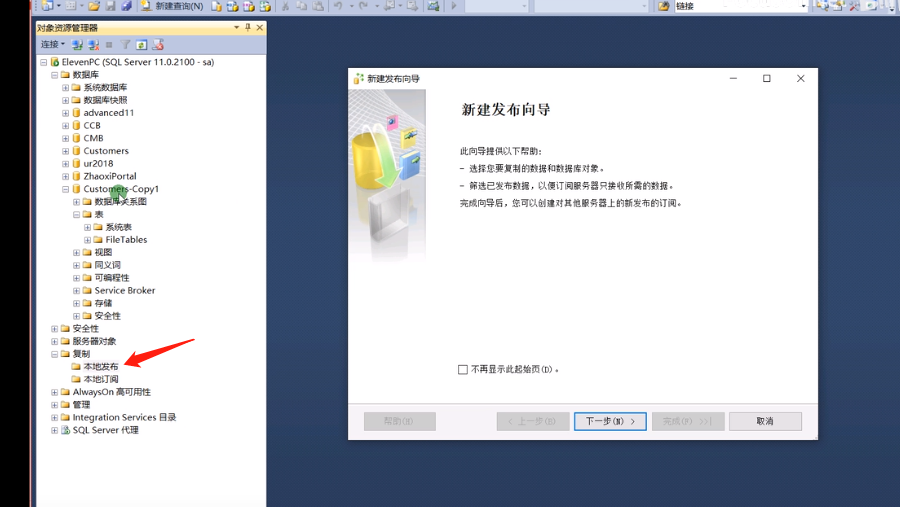 新建查询(N)
链接
对象资源管理器
连接
ElevenPC (SQL Server 11.0.2100 - sa)
数据库
系统数据库
数据库快照
advanced11
CCB
CMB
Customers
ur2018
ZhaoxiPortal
Customers-Copy1
数据库关系图
表
系统表
FileTables
视图
同义词
可编程性
Service Broker
存储
安全性
安全性
服务器对象
复制
本地发布
本地订阅
AlwaysOn 高可用性
管理
Integration Services 目录
SQL Server 代理
新建发布向导
新建发布向导
此向导提供以下帮助:
- 选择您要复制的数据和数据库对象。
- 筛选已发布数据，以便订阅服务器只接收所需的数据。
完成向导后，您可以创建对其他服务器上的新发布的订阅。
不再显示此起始页(D)。
帮助(H)
< 上一步(B)
下一步(N) >
完成(F) >>|
取消